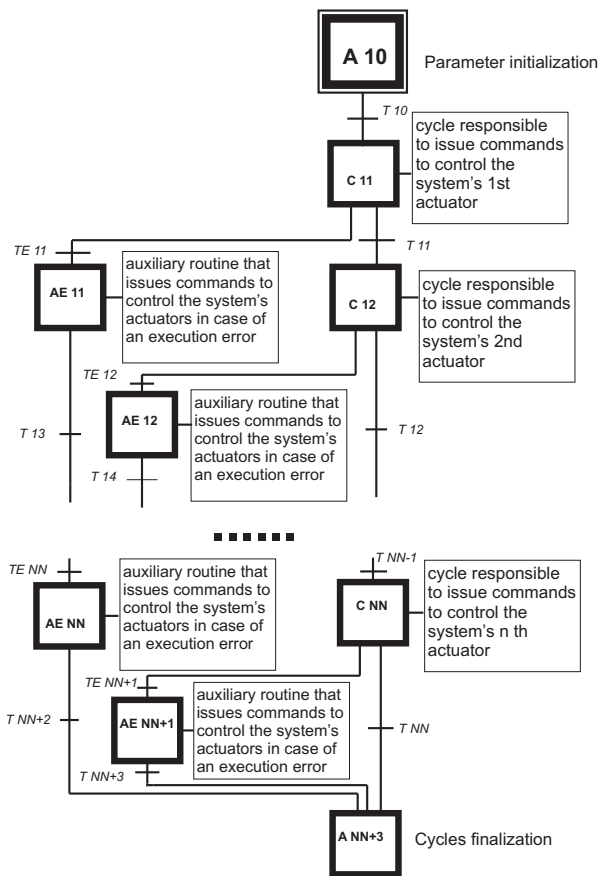 A 10
Parameter initialization
T 10
cycle responsible
to issue commands
to control the
system's 1st
actuator
C 11
TE 11
T 11
AE 11
auxiliary routine that
issues commands to
control the system's
actuators in case of
an execution error
C 12
cycle responsible
to issue commands
to control the
system's 2nd
actuator
TE 12
AE 12
auxiliary routine that
issues commands to
control the system's
actuators in case of
an execution error
T 13
T 12
T 14
TE NN
T NN-1
AE NN
auxiliary routine that
issues commands to
control the system's
actuators in case of
an execution error
C NN
cycle responsible
to issue commands
to control the
system's n th
actuator
TE NN+1
AE NN+1
auxiliary routine that
issues commands to
control the system's
actuators in case of
an execution error
T NN+2
T NN
T NN+3
A NN+3
Cycles finalization